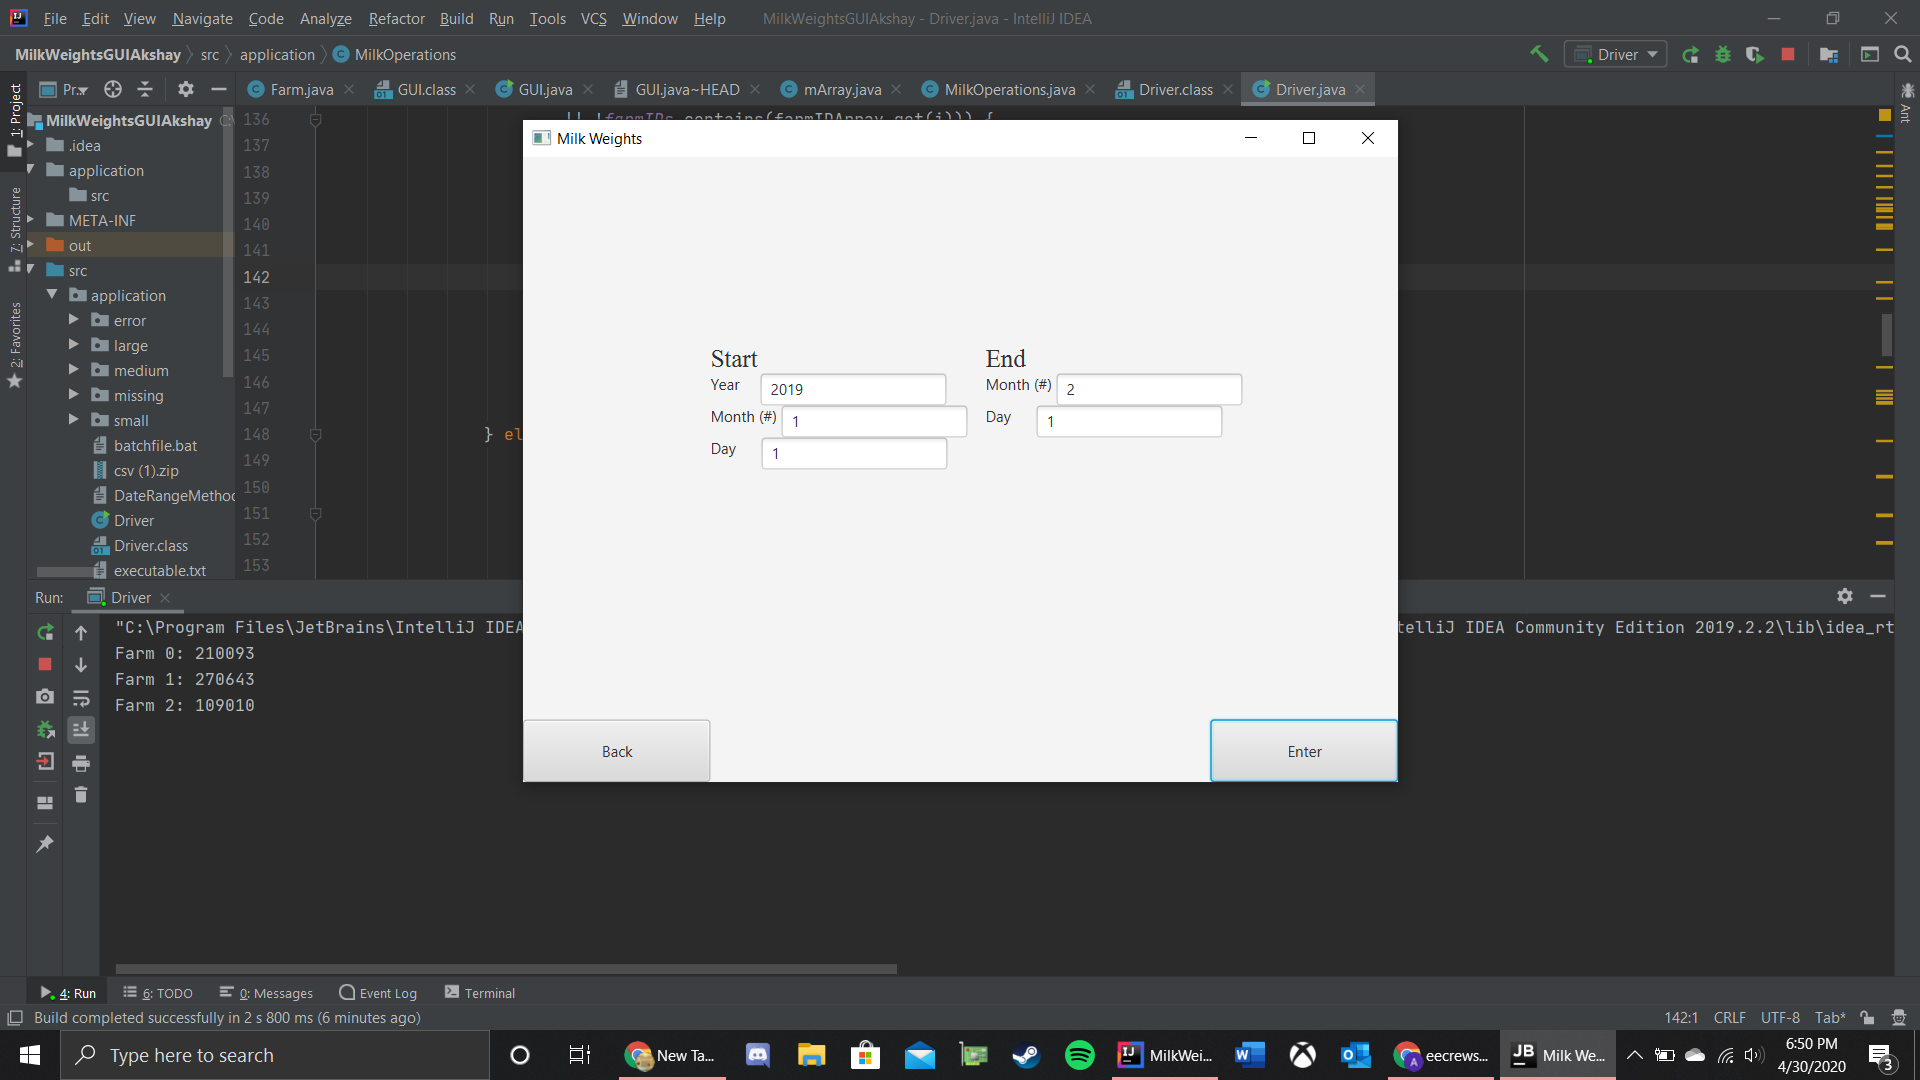 File Edit View Navigate Code Analyze Refactor Build Run Tools VCS Window Help MilkWeightsGUIAkshay - Driver.java - IntelliJ IDEA
MilkWeightsGUIAkshay src application MilkOperations Driver
Pr.. Farm.java GUI.class GUI.java GUI.java~HEAD mArray.java MilkOperations.java Driver.class Driver.java
1: Project
7: Structure
2: Favorites
Ant
MilkWeightsGUIAkshay
.idea
application
src
META-INF
out
src
application
error
large
medium
missing
small
batchfile.bat
csv (1).zip
DateRangeMethod
Driver
Driver.class
executable.txt
136 || !farmIDs.contains(farmIDArray.get(i))) {
137
138
139
140
141
142
143
144
145
146
147
148 } el
149
150
151
152
153
Milk Weights
Start
Year 2019
Month (#) 1
Day 1
End
Month (#) 2
Day 1
Back
Enter
Run: Driver
"C:\Program Files\JetBrains\IntelliJ IDEA telliJ IDEA Community Edition 2019.2.2\lib\idea_rt
Farm 0: 210093
Farm 1: 270643
Farm 2: 109010
4: Run 6: TODO 0: Messages Event Log Terminal
Build completed successfully in 2 s 800 ms (6 minutes ago) 142:1 CRLF UTF-8 Tab*
Type here to search New Ta... MilkWei... eecrews... Milk We... 6:50 PM
4/30/2020 3